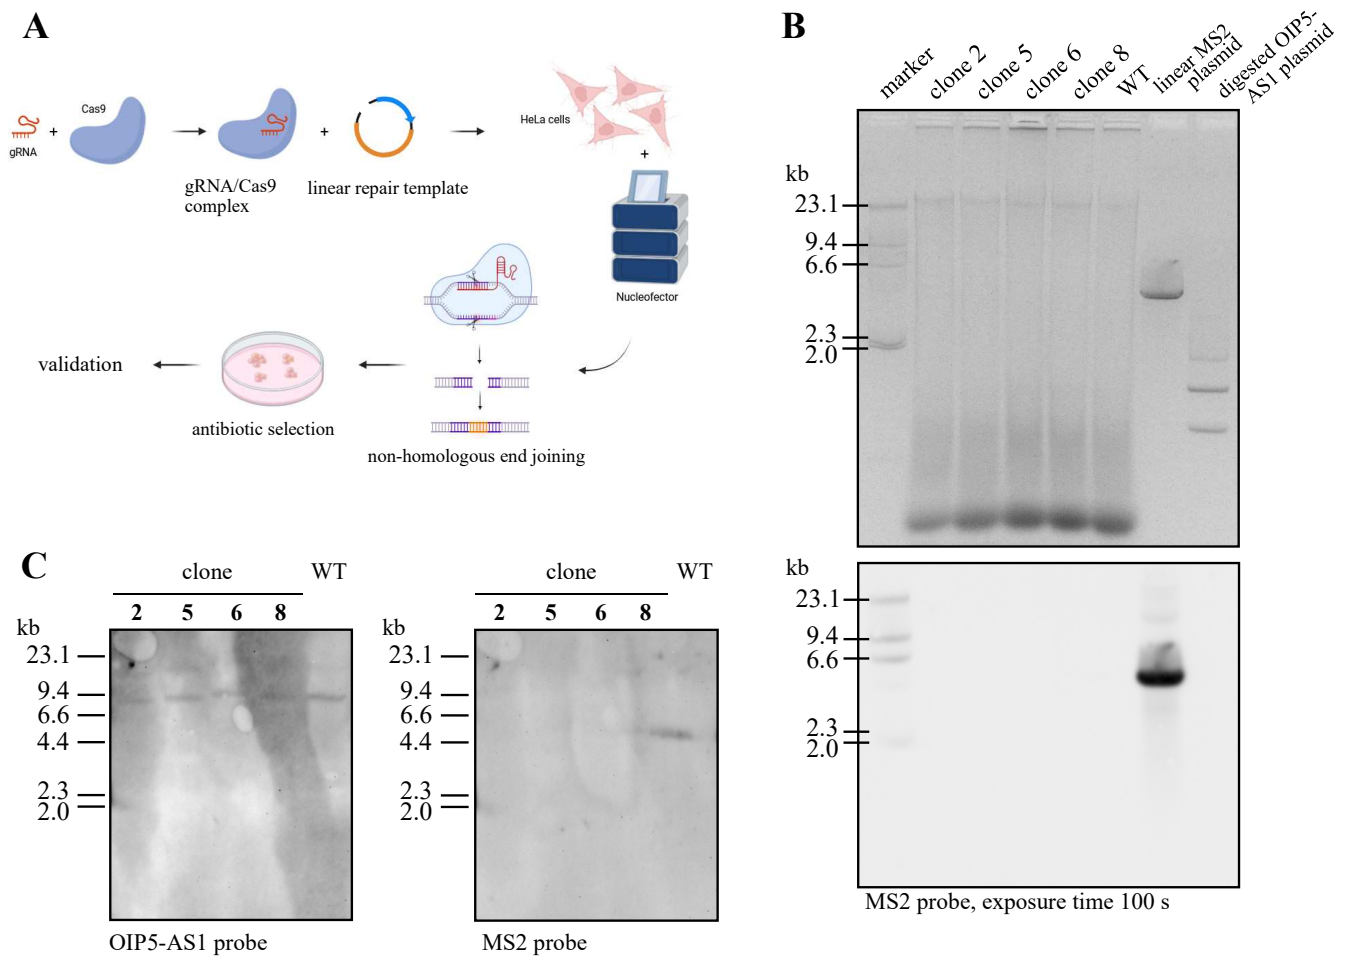 A
gRNA
+
Cas9
+
gRNA/Cas9
complex
linear repair template
HeLa cells
+
Nucleofector
validation
antibiotic selection
non-homologous end joining
B
marker
clone 2
clone 5
clone 6
clone 8
WT
linear MS2
plasmid
digested OIP5-
AS1 plasmid
kb
23.1
9.4
6.6
2.3
2.0
kb
23.1
9.4
6.6
2.3
2.0
MS2 probe, exposure time 100 s
C
clone WT
2 5 6 8
kb
23.1
9.4
6.6
4.4
2.3
2.0
OIP5-AS1 probe
clone WT
2 5 6 8
kb
23.1
9.4
6.6
4.4
2.3
2.0
MS2 probe